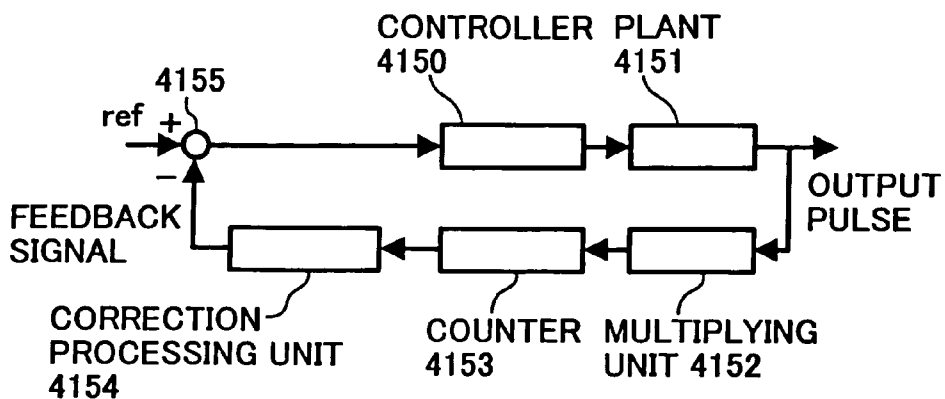 CONTROLLER
4150
PLANT
4151
4155
ref
+
−
FEEDBACK
SIGNAL
OUTPUT
PULSE
CORRECTION
PROCESSING UNIT
4154
COUNTER
4153
MULTIPLYING
UNIT 4152